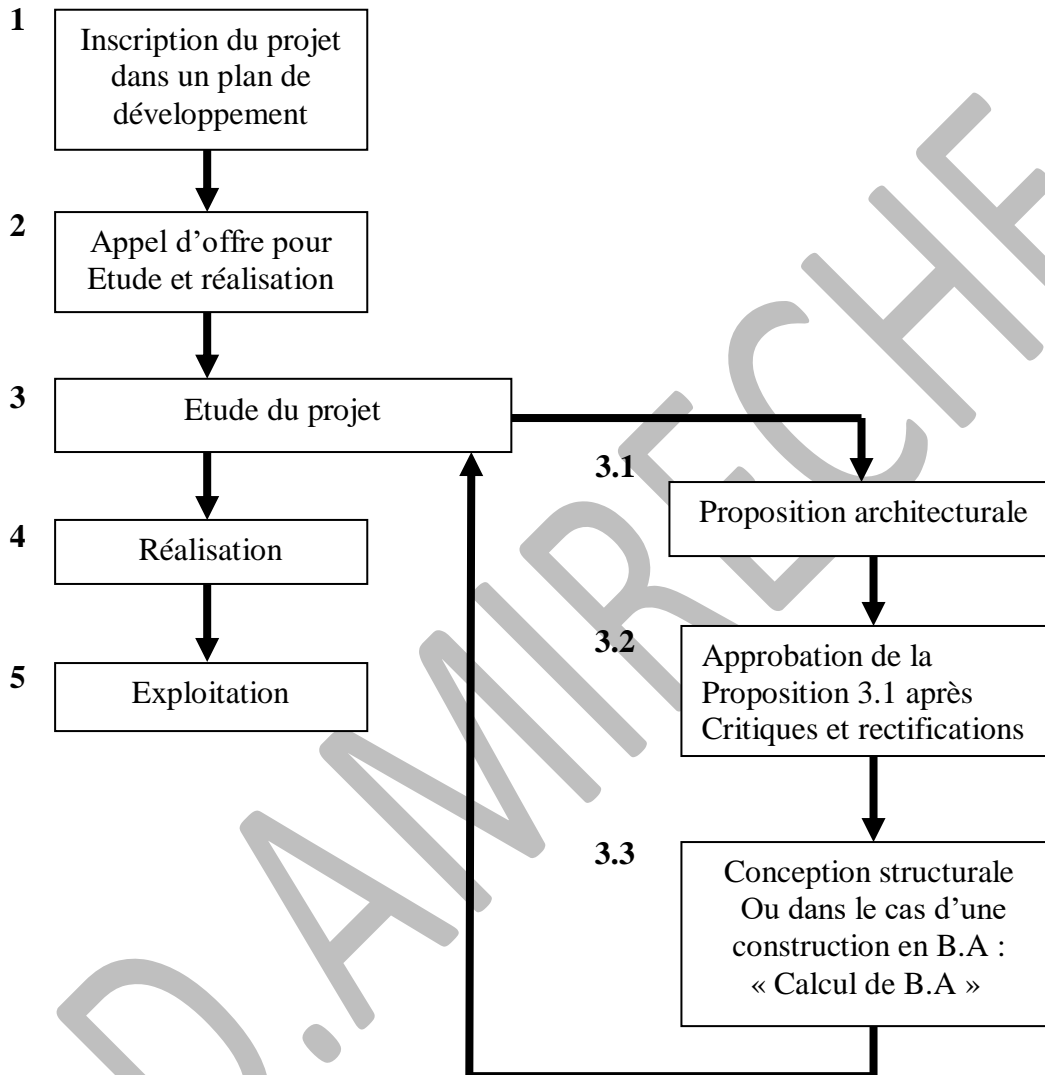 1
Inscription du projet
dans un plan de
développement
2
Appel d’offre pour
Etude et réalisation
3
Etude du projet
4
Réalisation
5
Exploitation
3.1
Proposition architecturale
3.2
Approbation de la
Proposition 3.1 après
Critiques et rectifications
3.3
Conception structurale
Ou dans le cas d’une
construction en B.A :
« Calcul de B.A »
D.AMIRECHE